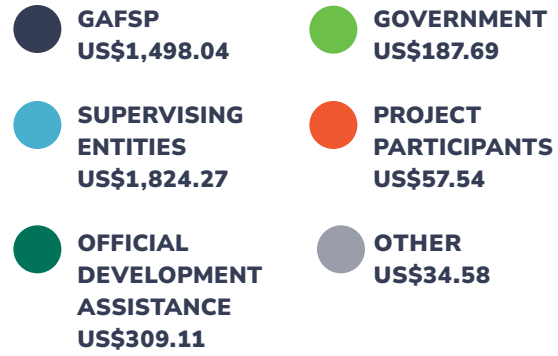 GAFSP
US$1,498.04
SUPERVISING
ENTITIES
US$1,824.27
OFFICIAL
DEVELOPMENT
ASSISTANCE
US$309.11
GOVERNMENT
US$187.69
PROJECT
PARTICIPANTS
US$57.54
OTHER
US$34.58